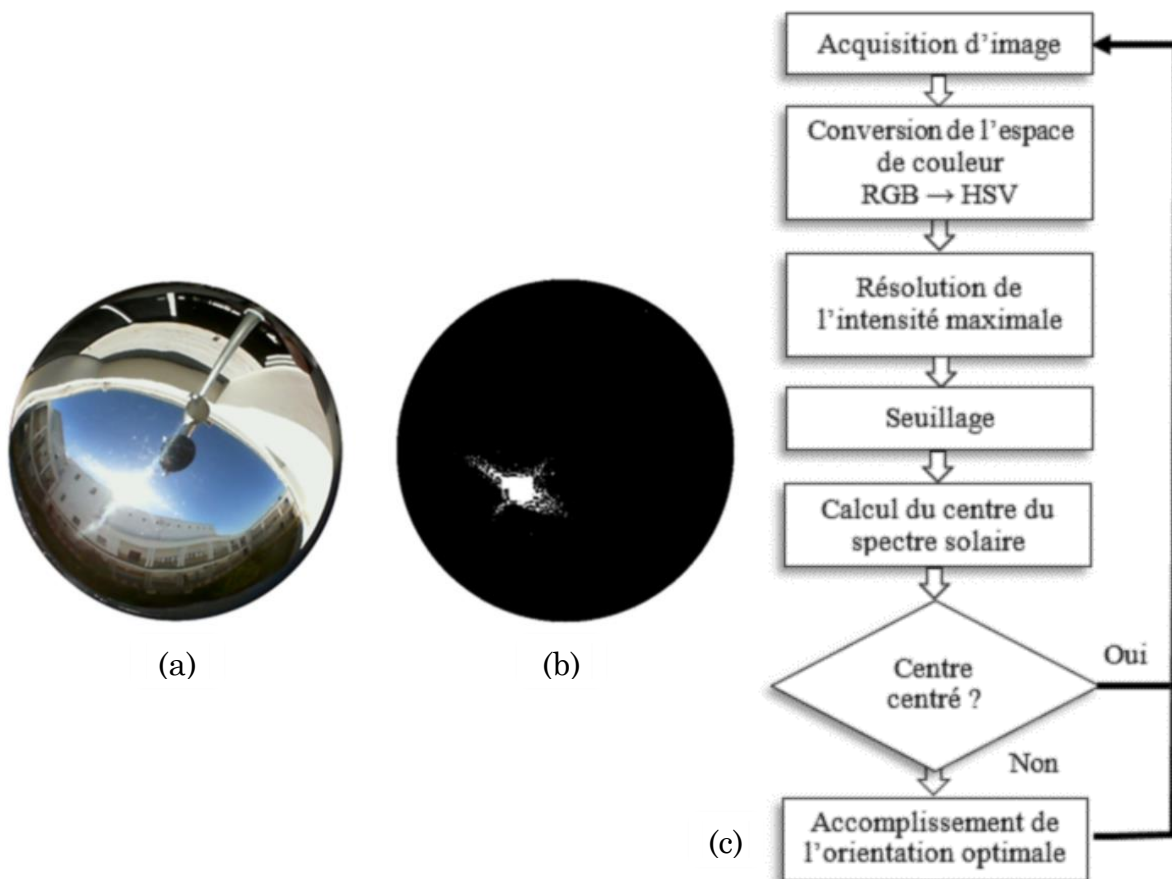 (a)
(b)
(c)
Acquisition d'image
Conversion de l'espace
de couleur
RGB → HSV
Résolution de
l'intensité maximale
Seuillage
Calcul du centre du
spectre solaire
Centre
centré ?
Oui
Non
Accomplissement de
l'orientation optimale